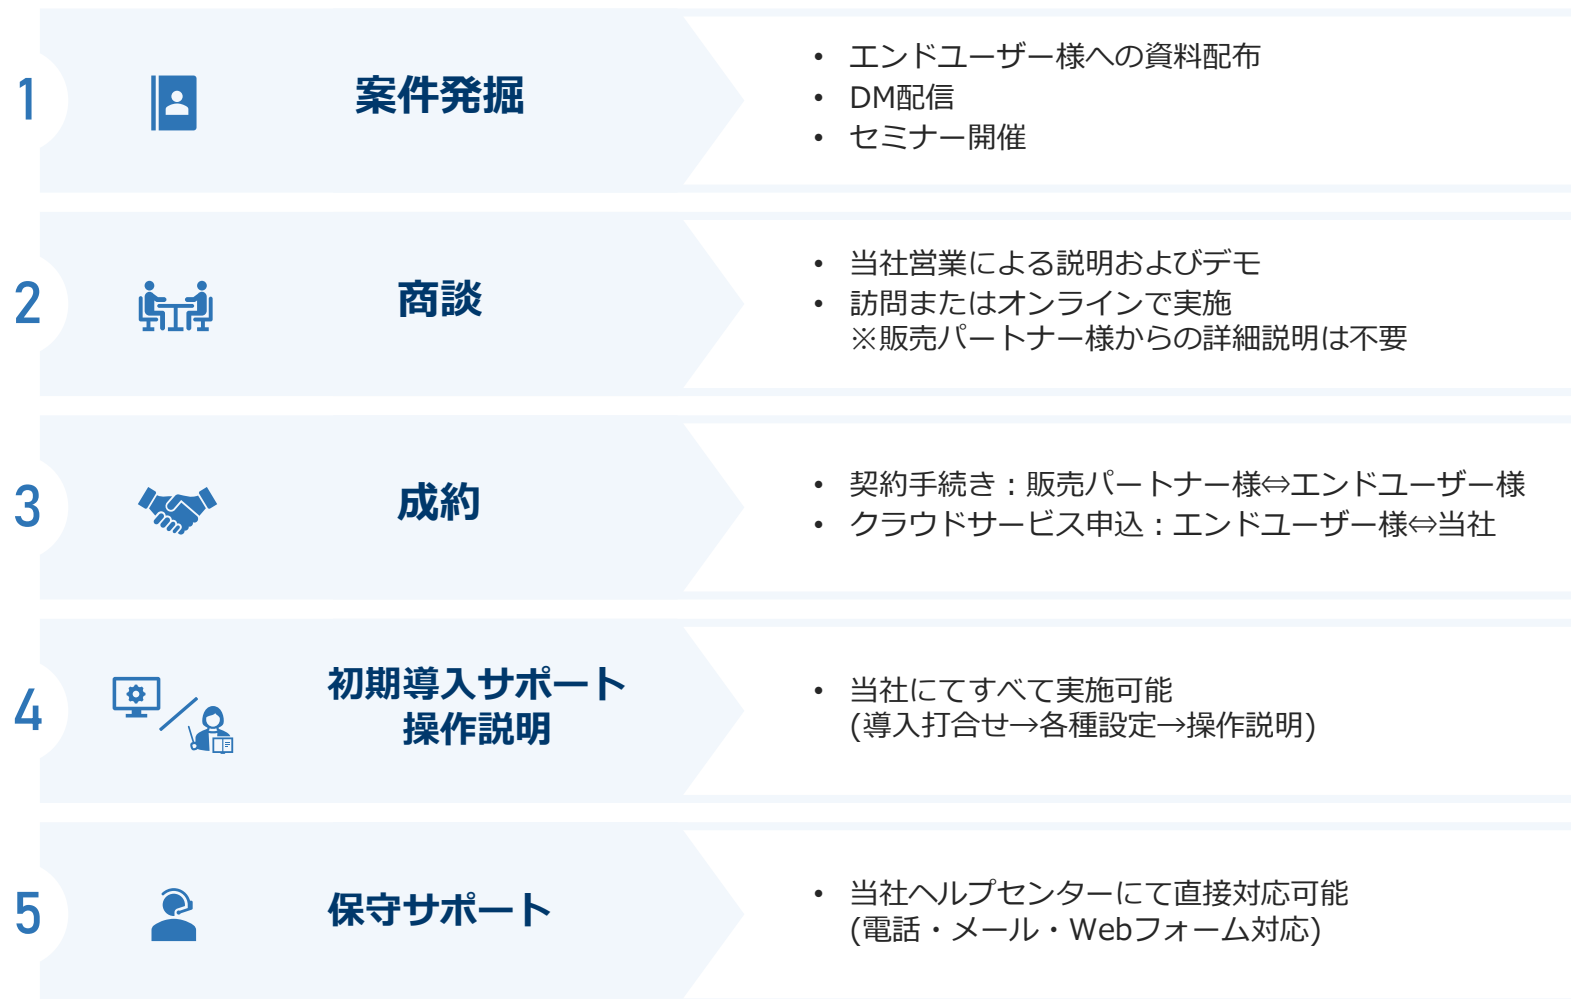 1
案件発掘
• エンドユーザー様への資料配布
• DM配信
• セミナー開催
2
商談
• 当社営業による説明およびデモ
• 訪問またはオンラインで実施
※販売パートナー様からの詳細説明は不要
3
成約
• 契約手続き：販売パートナー様⇔エンドユーザー様
• クラウドサービス申込：エンドユーザー様⇔当社
4
初期導入サポート
操作説明
• 当社にてすべて実施可能
(導入打合せ→各種設定→操作説明)
5
保守サポート
• 当社ヘルプセンターにて直接対応可能
(電話・メール・Webフォーム対応)